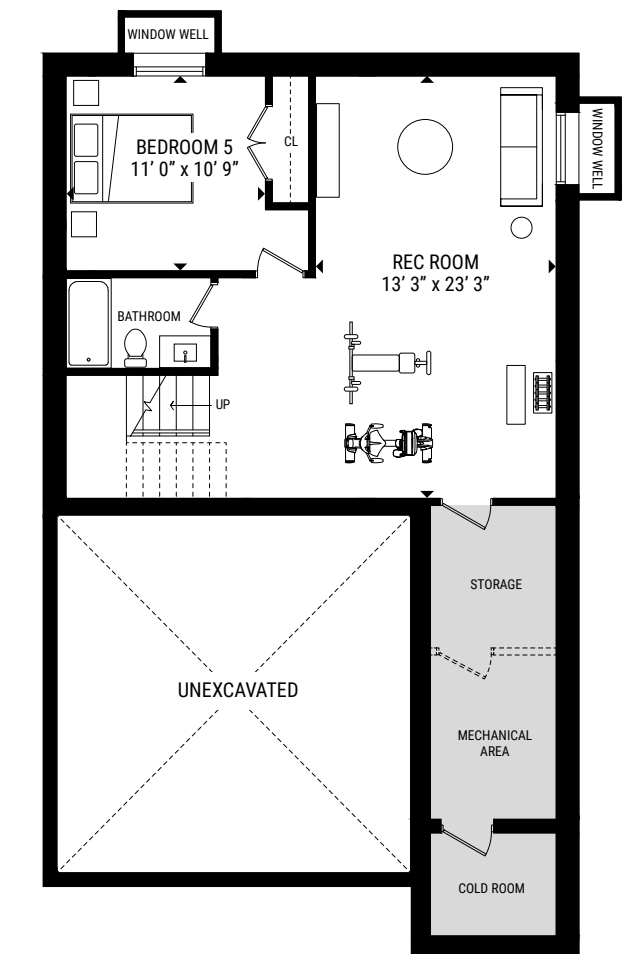 WINDOW WELL
BEDROOM 5
11’ 0” x 10’ 9”
CL
WINDOW WELL
REC ROOM
13’ 3” x 23’ 3”
BATHROOM
UP
STORAGE
UNEXCAVATED
MECHANICAL
AREA
COLD ROOM